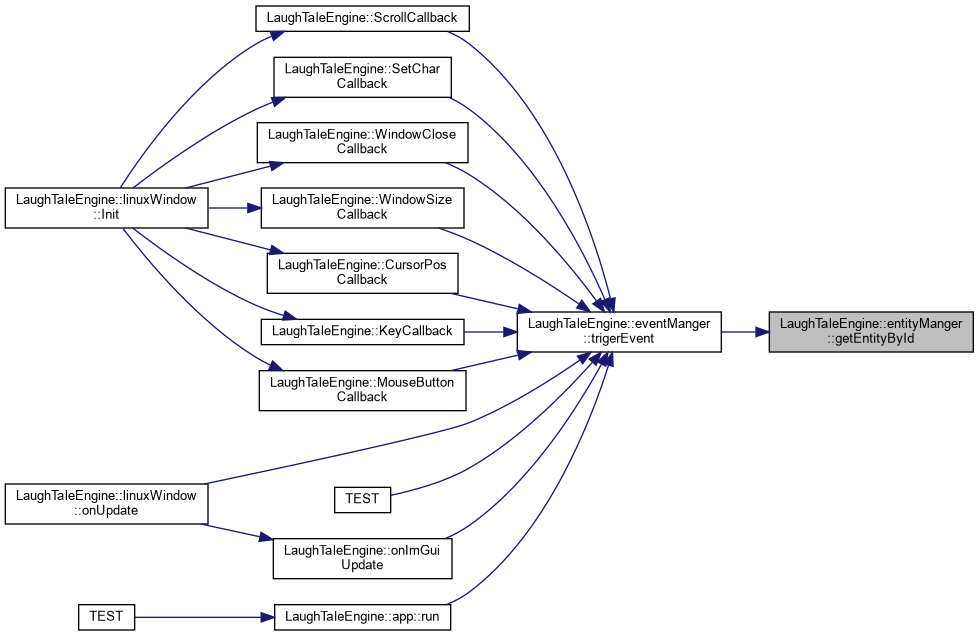 LaughTaleEngine::ScrollCallback
LaughTaleEngine::SetChar
Callback
LaughTaleEngine::WindowClose
Callback
LaughTaleEngine::linuxWindow
::Init
LaughTaleEngine::WindowSize
Callback
LaughTaleEngine::CursorPos
Callback
LaughTaleEngine::KeyCallback
LaughTaleEngine::eventManger
::trigerEvent
LaughTaleEngine::entityManger
::getEntityById
LaughTaleEngine::MouseButton
Callback
LaughTaleEngine::linuxWindow
::onUpdate
TEST
LaughTaleEngine::onImGui
Update
TEST
LaughTaleEngine::app::run